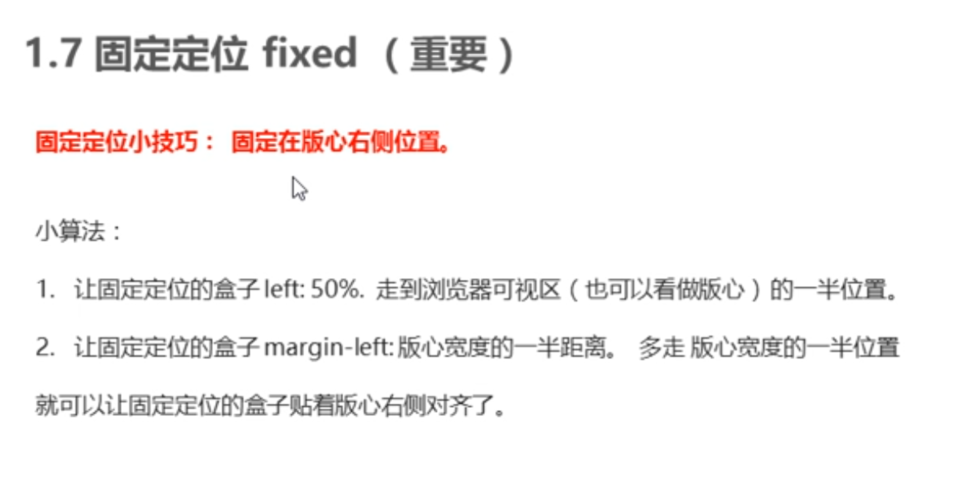 1.7 固定定位 fixed （重要）
固定定位小技巧： 固定在版心右侧位置。
小算法：
1. 让固定定位的盒子 left: 50%. 走到浏览器可视区（也可以看做版心）的一半位置。
2. 让固定定位的盒子 margin-left: 版心宽度的一半距离。 多走 版心宽度的一半位置
就可以让固定定位的盒子贴着版心右侧对齐了。